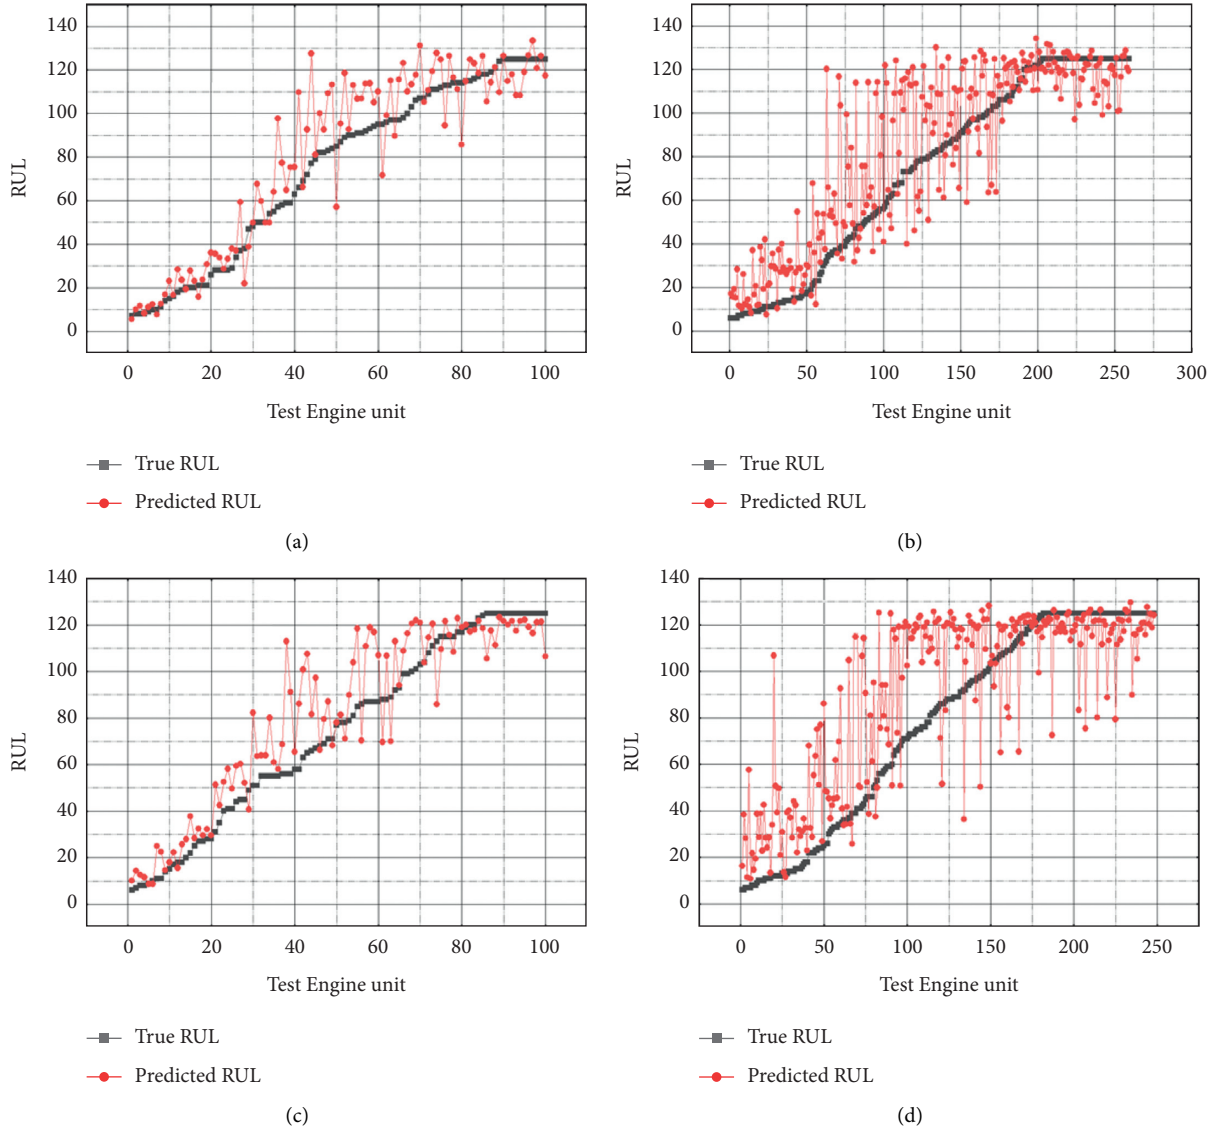 140
120
100
80
60
40
20
0
RUL
0 20 40 60 80 100
Test Engine unit
True RUL
Predicted RUL
(a)
140
120
100
80
60
40
20
0
RUL
0 50 100 150 200 250 300
Test Engine unit
True RUL
Predicted RUL
(b)
140
120
100
80
60
40
20
0
RUL
0 20 40 60 80 100
Test Engine unit
True RUL
Predicted RUL
(c)
140
120
100
80
60
40
20
0
RUL
0 50 100 150 200 250
Test Engine unit
True RUL
Predicted RUL
(d)